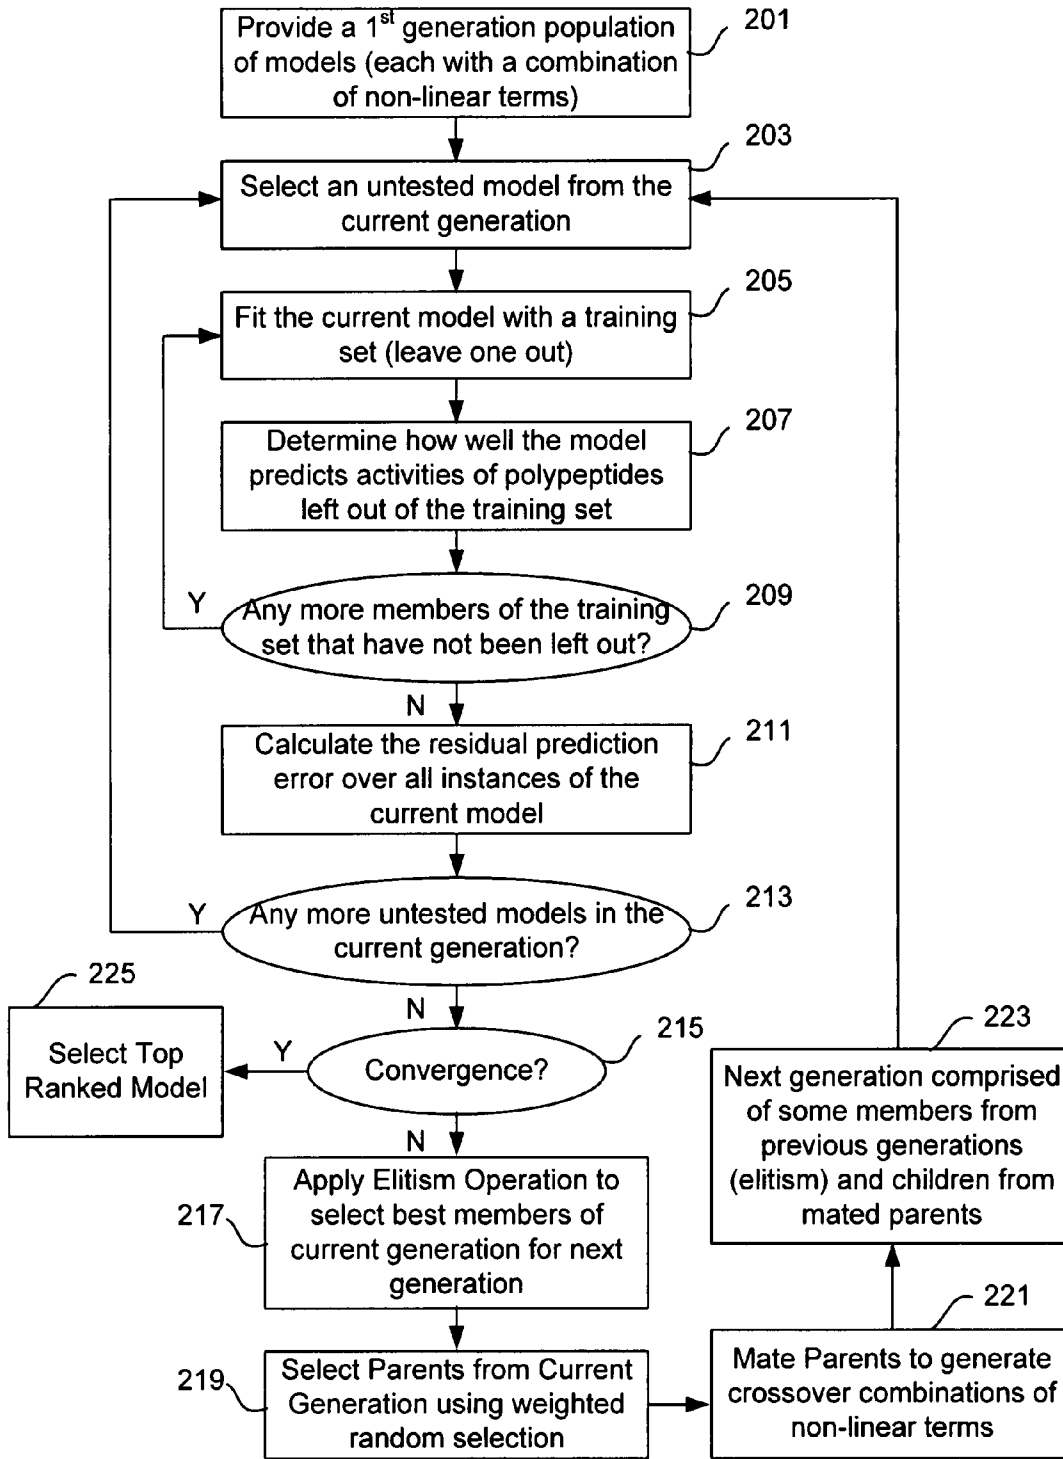 Provide a 1st generation population
of models (each with a combination
of non-linear terms)
201
203
Select an untested model from the
current generation
205
Fit the current model with a training
set (leave one out)
207
Determine how well the model
predicts activities of polypeptides
left out of the training set
209
Y
Any more members of the training
set that have not been left out?
N
211
Calculate the residual prediction
error over all instances of the
current model
213
Y
Any more untested models in the
current generation?
225
N
215
223
Select Top
Ranked Model
Y
Convergence?
Next generation comprised
of some members from
previous generations
(elitism) and children from
mated parents
N
217
Apply Elitism Operation to
select best members of
current generation for next
generation
221
219
Select Parents from Current
Generation using weighted
random selection
Mate Parents to generate
crossover combinations of
non-linear terms